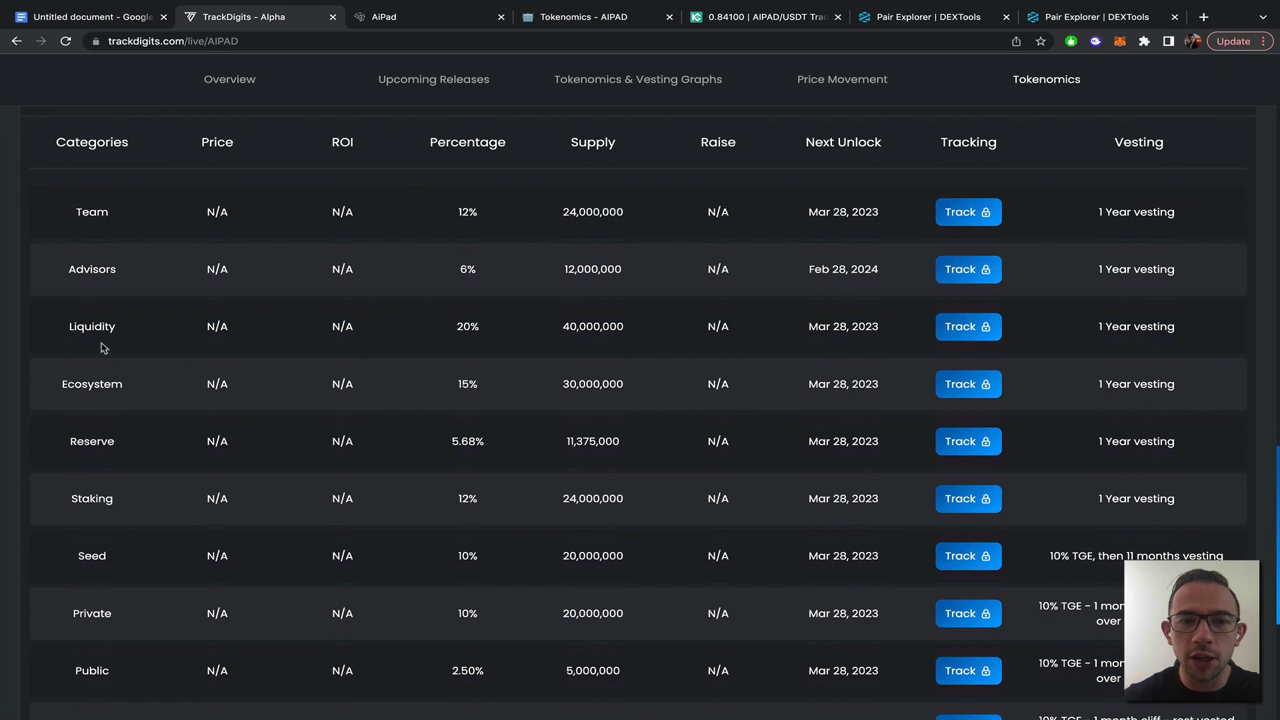 Untitled document - Google
TrackDigits - Alpha
AiPad
Tokenomics - AIPAD
0.84100 | AIPAD/USDT Tra
Pair Explorer | DEXTools
Pair Explorer | DEXTools
trackdigits.com/live/AIPAD
Update
Overview Upcoming Releases Tokenomics & Vesting Graphs Price Movement Tokenomics
Categories Price ROI Percentage Supply Raise Next Unlock Tracking Vesting
Team N/A N/A 12% 24,000,000 N/A Mar 28, 2023 Track 1 Year vesting
Advisors N/A N/A 6% 12,000,000 N/A Feb 28, 2024 Track 1 Year vesting
Liquidity N/A N/A 20% 40,000,000 N/A Mar 28, 2023 Track 1 Year vesting
Ecosystem N/A N/A 15% 30,000,000 N/A Mar 28, 2023 Track 1 Year vesting
Reserve N/A N/A 5.68% 11,375,000 N/A Mar 28, 2023 Track 1 Year vesting
Staking N/A N/A 12% 24,000,000 N/A Mar 28, 2023 Track 1 Year vesting
Seed N/A N/A 10% 20,000,000 N/A Mar 28, 2023 Track 10% TGE, then 11 months vesting
Private N/A N/A 10% 20,000,000 N/A Mar 28, 2023 Track 10% TGE - 1 mon
over
Public N/A N/A 2.50% 5,000,000 N/A Mar 28, 2023 Track 10% TGE - 1 mon
over